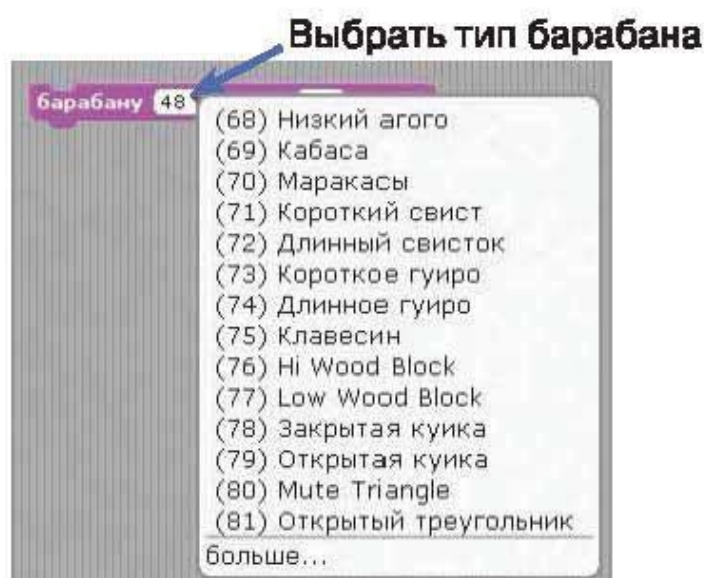 Выбрать тип барабана
барабану 48
(68) Низкий агого
(69) Кабаса
(70) Маракасы
(71) Короткий свист
(72) Длинный свисток
(73) Короткое гуиро
(74) Длинное гуиро
(75) Клавесин
(76) Hi Wood Block
(77) Low Wood Block
(78) Закрытая куика
(79) Открытая куика
(80) Mute Triangle
(81) Открытый треугольник
больше...